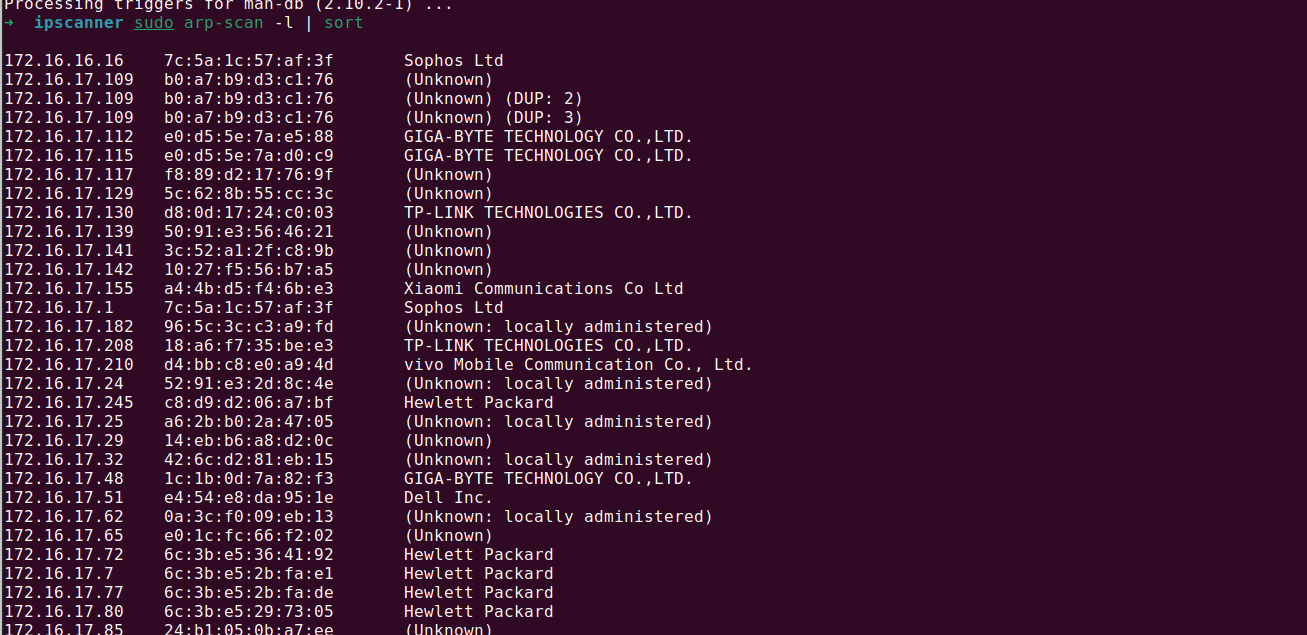 Processing triggers for man-db (2.10.2-1) ...
➜  ipscanner sudo arp-scan -l | sort
172.16.16.16    7c:5a:1c:57:af:3f       Sophos Ltd
172.16.17.109   b0:a7:b9:d3:c1:76       (Unknown)
172.16.17.109   b0:a7:b9:d3:c1:76       (Unknown) (DUP: 2)
172.16.17.109   b0:a7:b9:d3:c1:76       (Unknown) (DUP: 3)
172.16.17.112   e0:d5:5e:7a:e5:88       GIGA-BYTE TECHNOLOGY CO.,LTD.
172.16.17.115   e0:d5:5e:7a:d0:c9       GIGA-BYTE TECHNOLOGY CO.,LTD.
172.16.17.117   f8:89:d2:17:76:9f       (Unknown)
172.16.17.129   5c:62:8b:55:cc:3c       (Unknown)
172.16.17.130   d8:0d:17:24:c0:03       TP-LINK TECHNOLOGIES CO.,LTD.
172.16.17.139   50:91:e3:56:46:21       (Unknown)
172.16.17.141   3c:52:a1:2f:c8:9b       (Unknown)
172.16.17.142   10:27:f5:56:b7:a5       (Unknown)
172.16.17.155   a4:4b:d5:f4:6b:e3       Xiaomi Communications Co Ltd
172.16.17.1     7c:5a:1c:57:af:3f       Sophos Ltd
172.16.17.182   96:5c:3c:c3:a9:fd       (Unknown: locally administered)
172.16.17.208   18:a6:f7:35:be:e3       TP-LINK TECHNOLOGIES CO.,LTD.
172.16.17.210   d4:bb:c8:e0:a9:4d       vivo Mobile Communication Co., Ltd.
172.16.17.24    52:91:e3:2d:8c:4e       (Unknown: locally administered)
172.16.17.245   c8:d9:d2:06:a7:bf       Hewlett Packard
172.16.17.25    a6:2b:b0:2a:47:05       (Unknown: locally administered)
172.16.17.29    14:eb:b6:a8:d2:0c       (Unknown)
172.16.17.32    42:6c:d2:81:eb:15       (Unknown: locally administered)
172.16.17.48    1c:1b:0d:7a:82:f3       GIGA-BYTE TECHNOLOGY CO.,LTD.
172.16.17.51    e4:54:e8:da:95:1e       Dell Inc.
172.16.17.62    0a:3c:f0:09:eb:13       (Unknown: locally administered)
172.16.17.65    e0:1c:fc:66:f2:02       (Unknown)
172.16.17.72    6c:3b:e5:36:41:92       Hewlett Packard
172.16.17.7     6c:3b:e5:2b:fa:e1       Hewlett Packard
172.16.17.77    6c:3b:e5:2b:fa:de       Hewlett Packard
172.16.17.80    6c:3b:e5:29:73:05       Hewlett Packard
172.16.17.85    24:b1:05:0b:a7:ee       (Unknown)